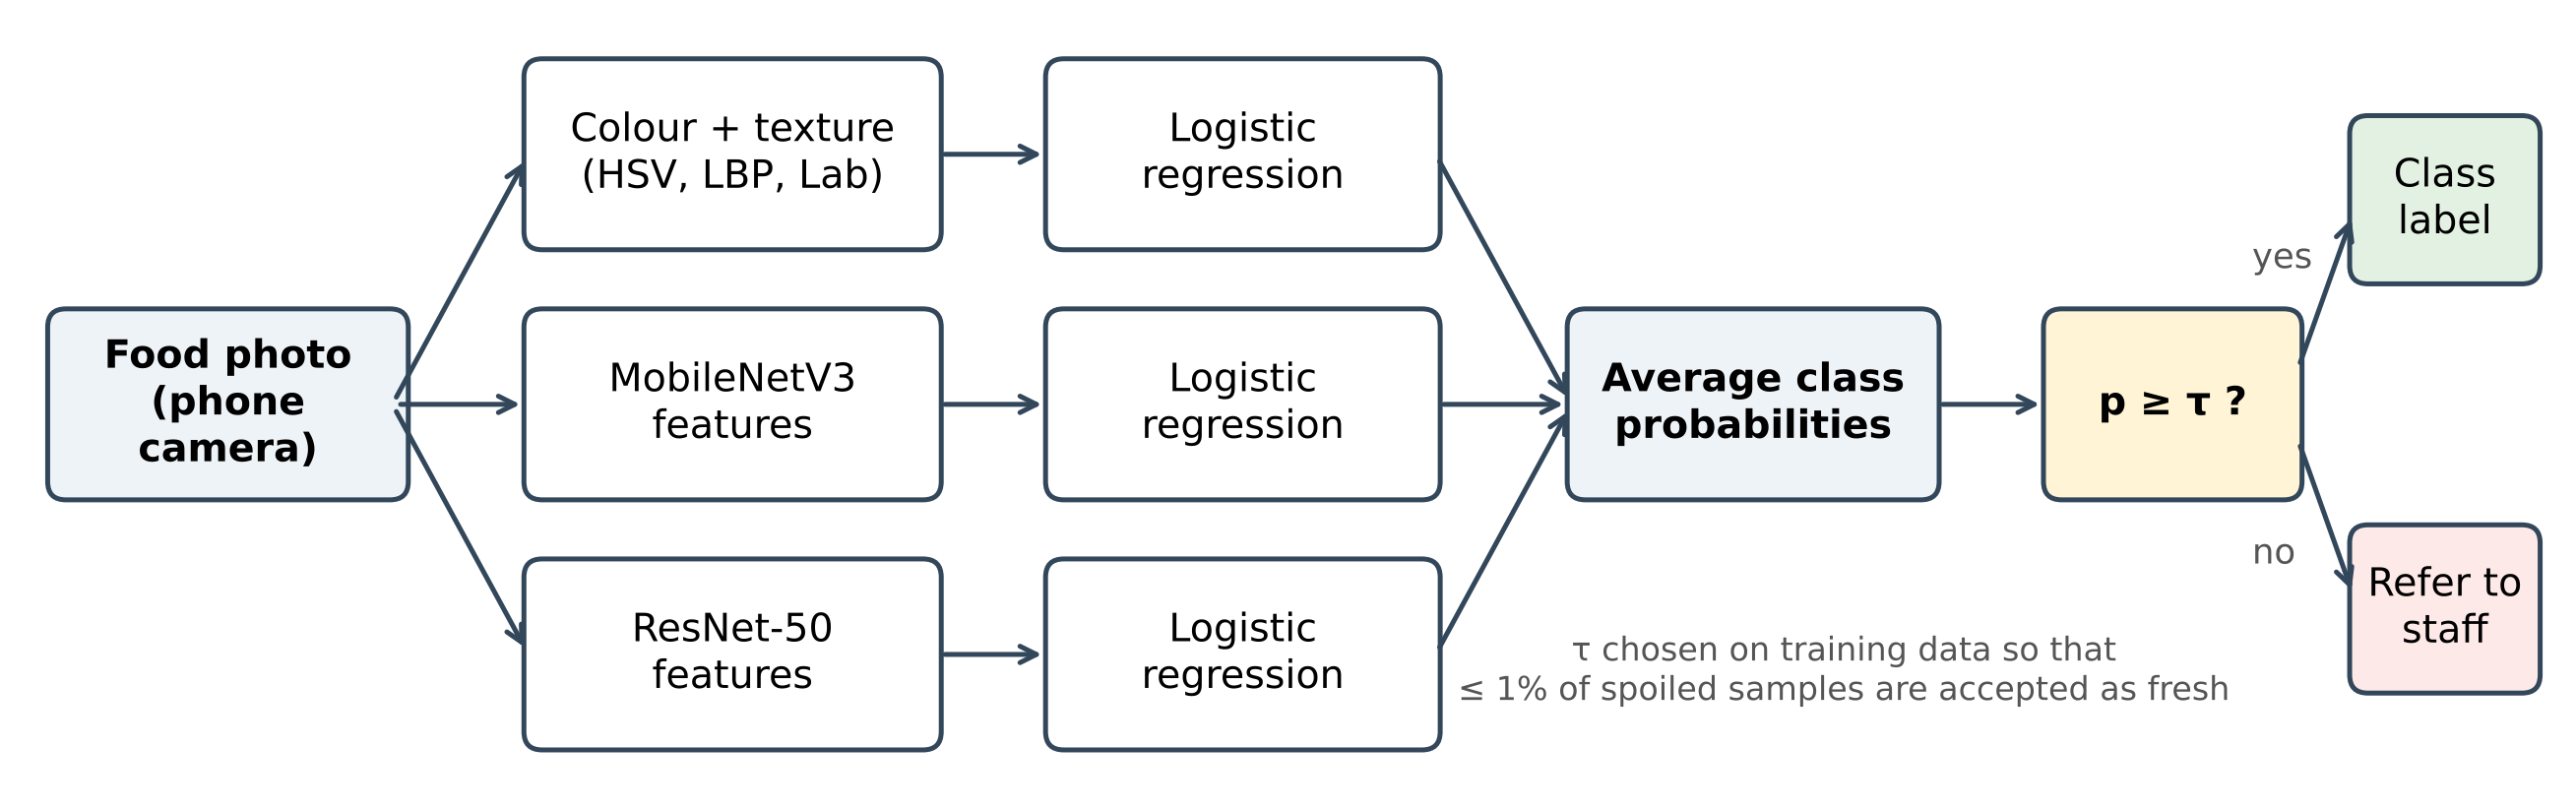 Food photo
(phone
camera)
Colour + texture
(HSV, LBP, Lab)
Logistic
regression
MobileNetV3
features
Logistic
regression
ResNet-50
features
Logistic
regression
Average class
probabilities
p ≥ τ ?
yes
Class
label
no
Refer to
staff
τ chosen on training data so that
≤ 1% of spoiled samples are accepted as fresh